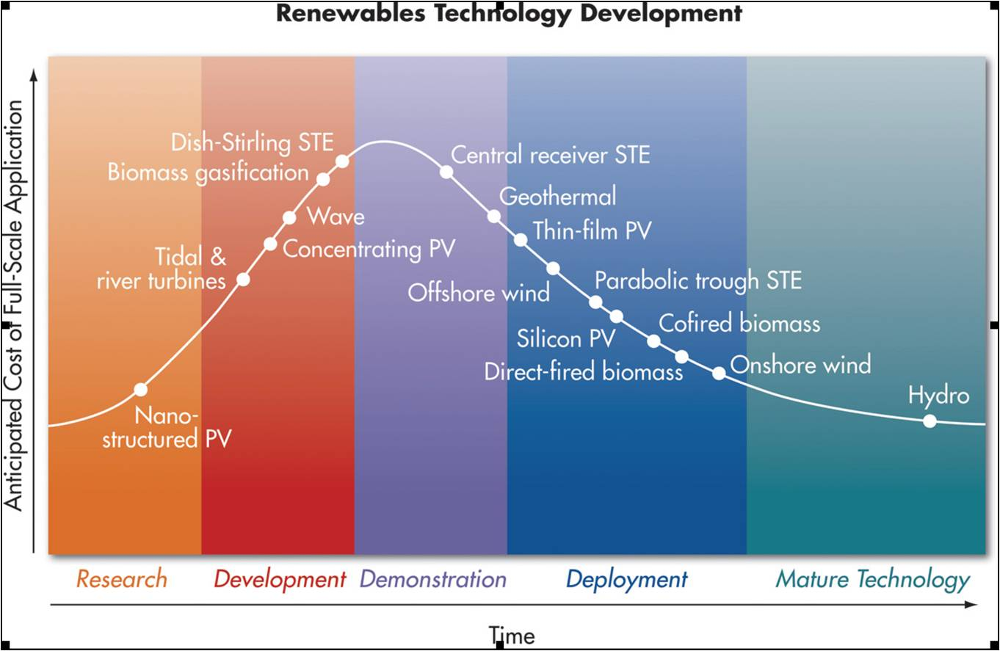 Renewables Technology Development
Anticipated Cost of Full-Scale Application
Dish-Stirling STE
Biomass gasification
Wave
Concentrating PV
Tidal &
river turbines
Nano-
structured PV
Central receiver STE
Geothermal
Thin-film PV
Offshore wind
Parabolic trough STE
Silicon PV
Cofired biomass
Direct-fired biomass
Onshore wind
Hydro
Research
Development
Demonstration
Deployment
Mature Technology
Time